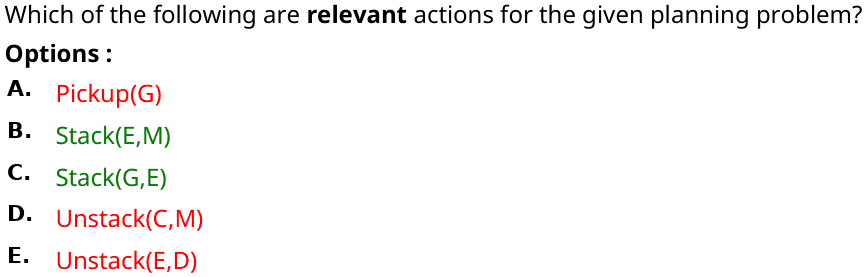 Which of the following are relevant actions for the given planning problem?
Options :
A. Pickup(G)
B. Stack(E,M)
C. Stack(G,E)
D. Unstack(C,M)
E. Unstack(E,D)